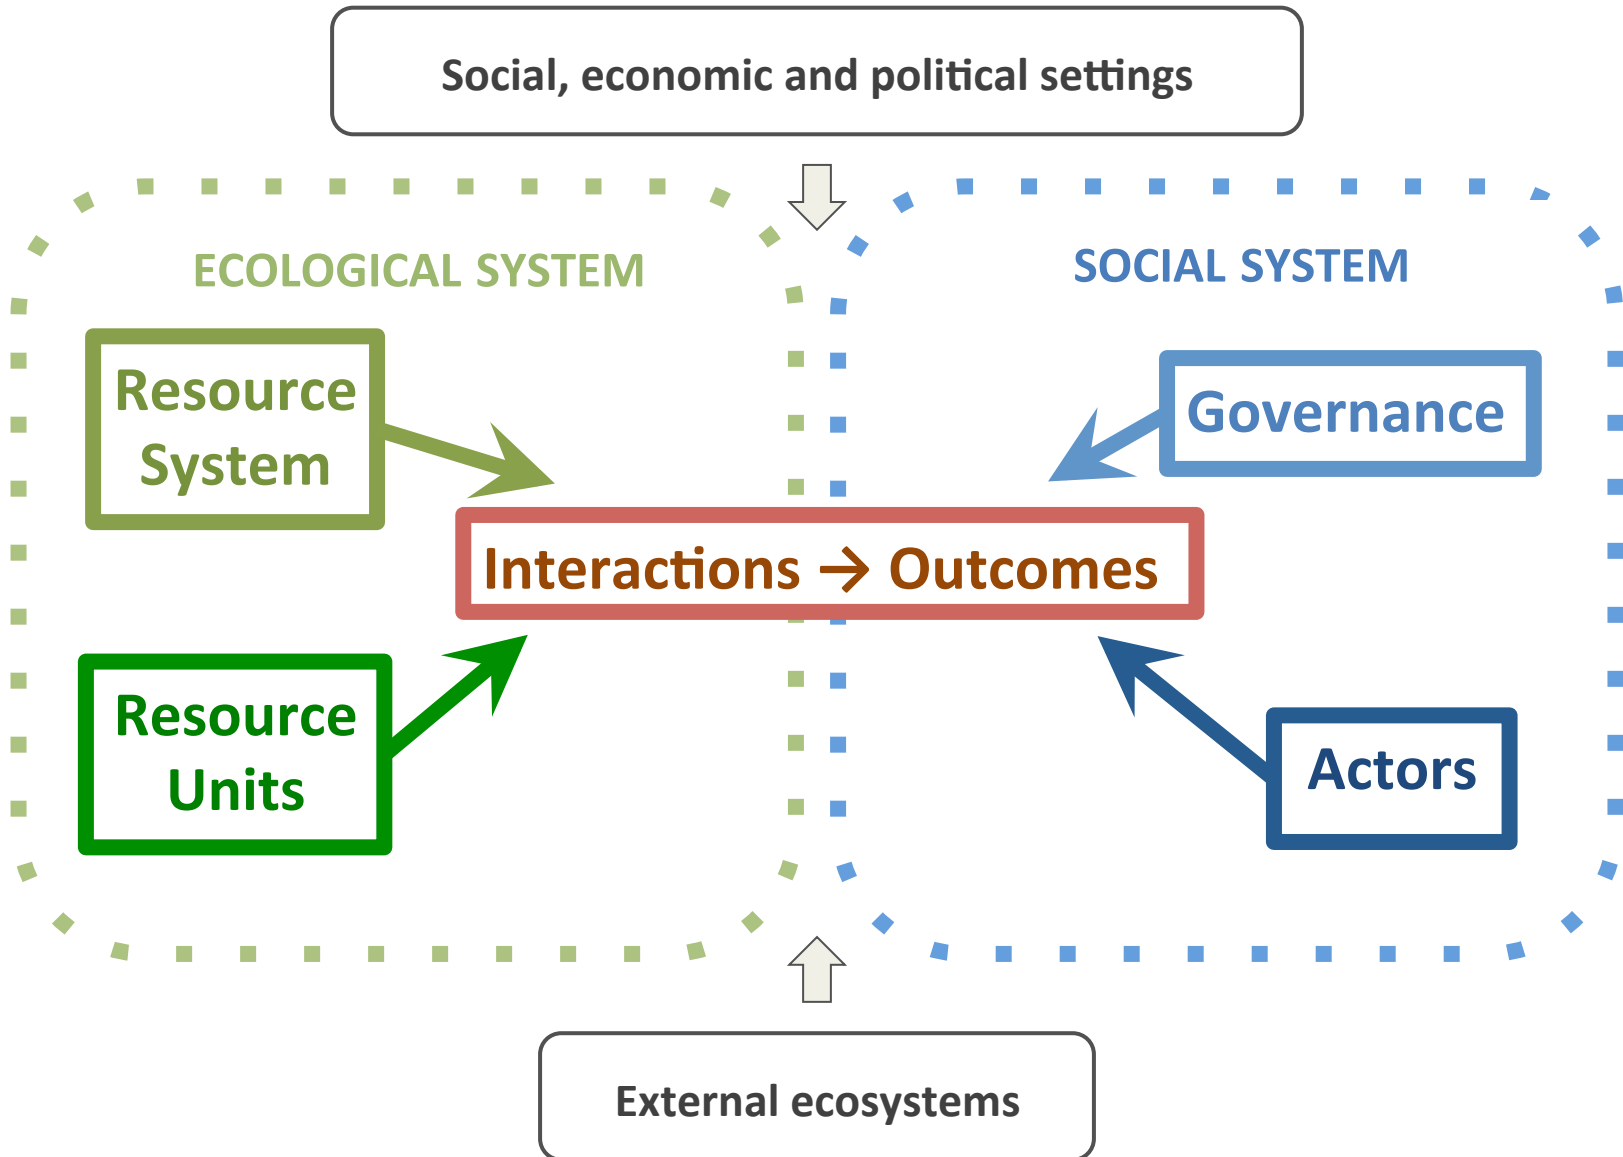 Social, economic and political settings
ECOLOGICAL SYSTEM
SOCIAL SYSTEM
Resource
System
Governance
Interactions → Outcomes
Resource
Units
Actors
External ecosystems